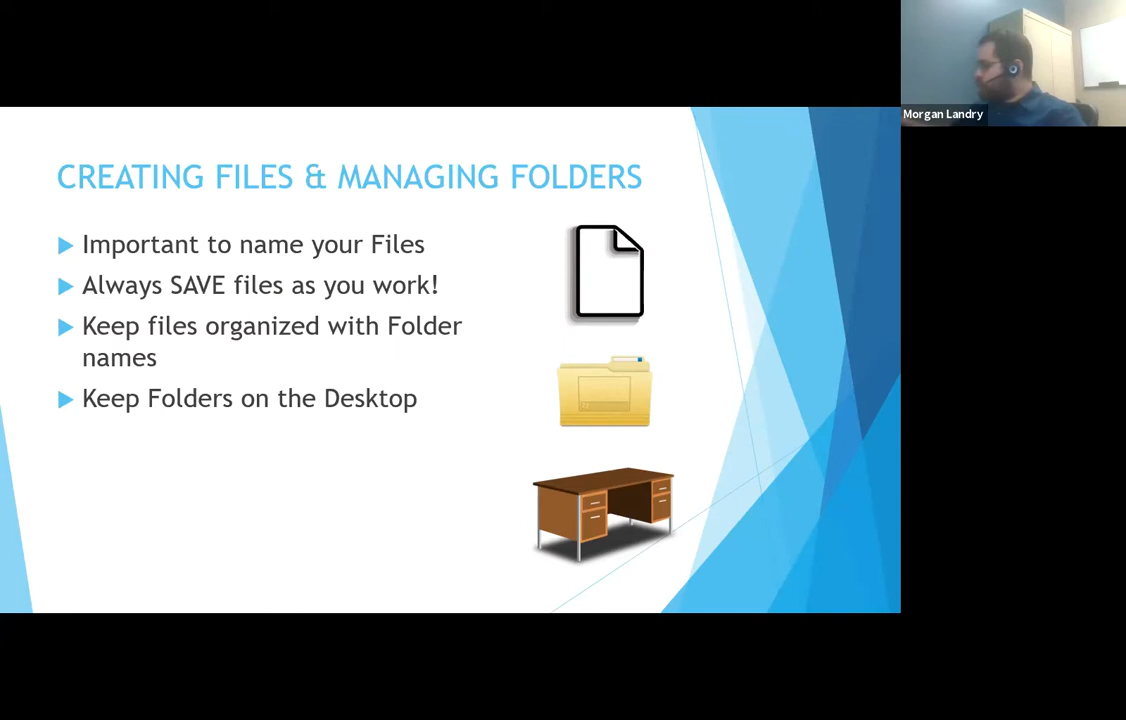 Morgan Landry
CREATING FILES & MANAGING FOLDERS
Important to name your Files
Always SAVE files as you work!
Keep files organized with Folder
names
Keep Folders on the Desktop